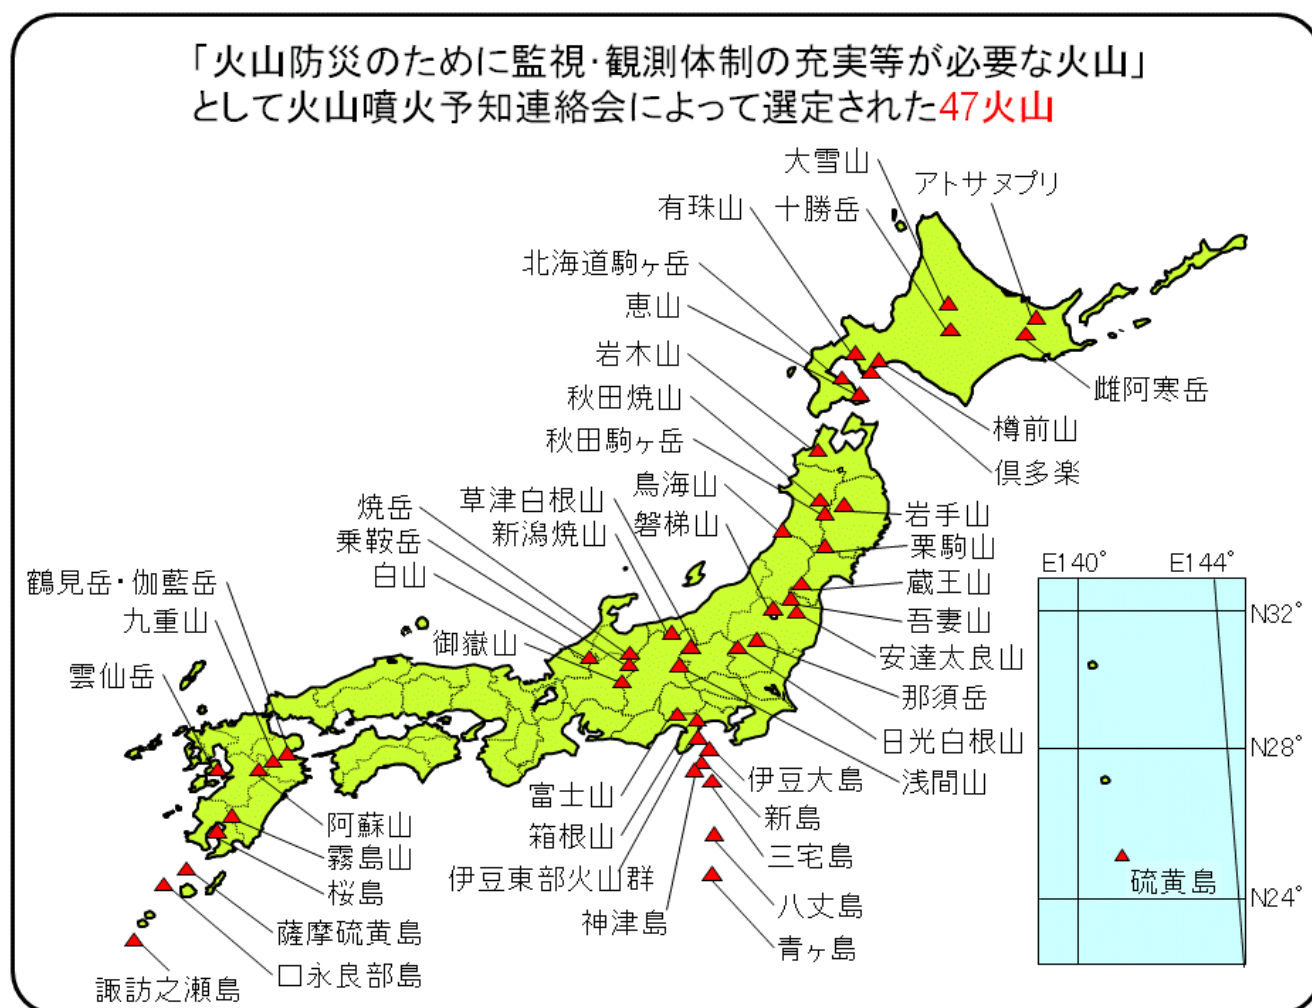 「火山防災のために監視･観測体制の充実等が必要な火山」
として火山噴火予知連絡会によって選定された47火山
大雪山
アトサヌプリ
有珠山
十勝岳
北海道駒ヶ岳
恵山
岩木山
秋田焼山
秋田駒ヶ岳
鳥海山
磐梯山
草津白根山
新潟焼山
焼岳
乗鞍岳
白山
御嶽山
鶴見岳・伽藍岳
九重山
雲仙岳
雌阿寒岳
樽前山
倶多楽
岩手山
栗駒山
蔵王山
吾妻山
安達太良山
那須岳
日光白根山
浅間山
伊豆大島
新島
三宅島
八丈島
青ヶ島
富士山
箱根山
伊豆東部火山群
神津島
阿蘇山
霧島山
桜島
薩摩硫黄島
口永良部島
諏訪之瀬島
E140°
E144°
N32°
N28°
N24°
硫黄島